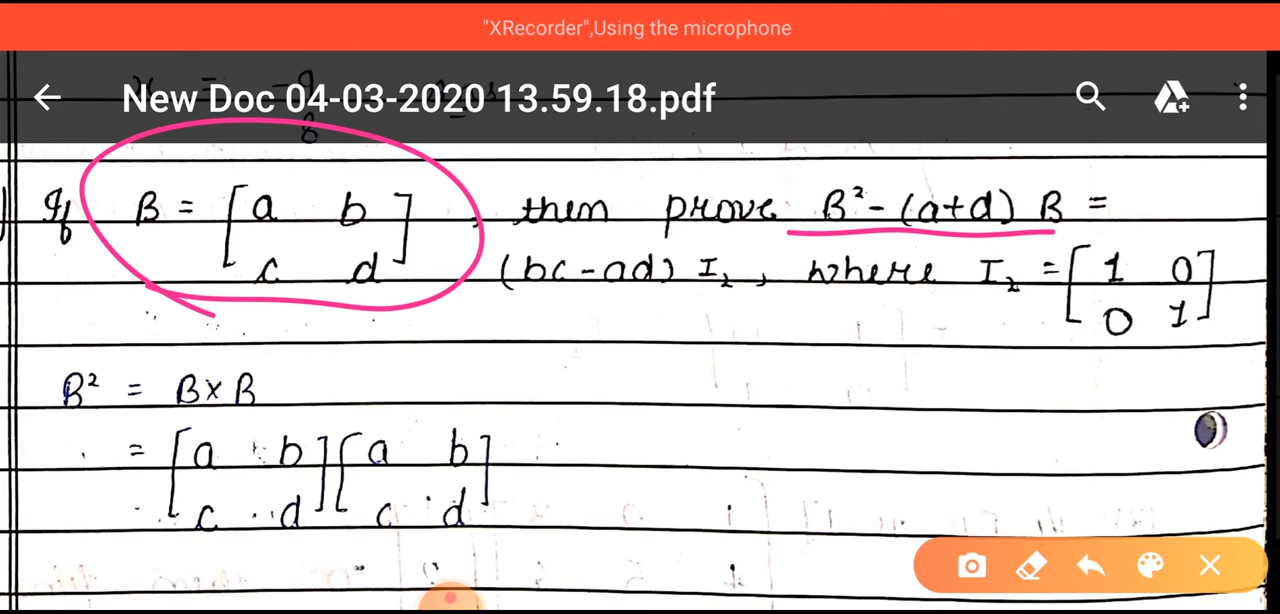 "XRecorder",Using the microphone
New Doc 04-03-2020 13.59.18.pdf
If B = [a b c d], then prove B² - (a+d) B =
(bc - ad) I₂, where I₂ = [1 0 0 1]
B² = B × B
= [a b c d] [a b c d]